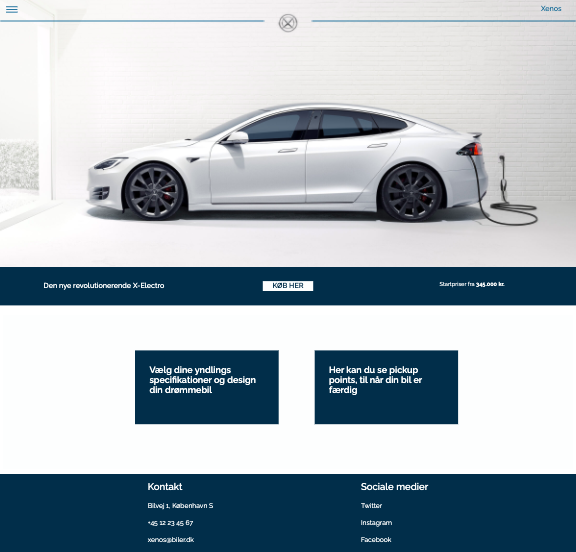 Xenos
Den nye revolutionerende X-Electro
KØB HER
Startpriser fra 345.000 kr.
Vælg dine yndlings
specifikationer og design
din drømmebil
Her kan du se pickup
points, til når din bil er
færdig
Kontakt
Bilvej 1, København S
+45 12 23 45 67
xenos@biler.dk
Sociale medier
Twitter
Instagram
Facebook